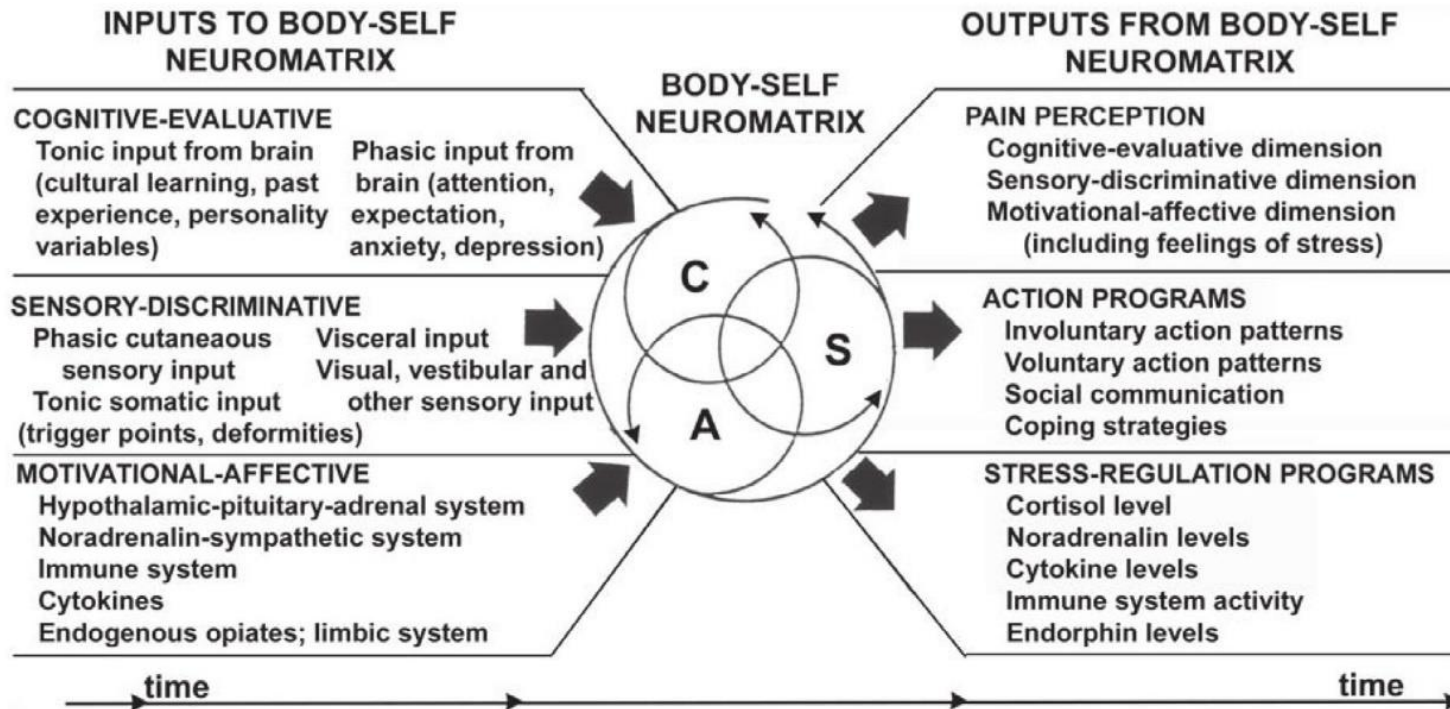 INPUTS TO BODY-SELF
NEUROMATRIX
COGNITIVE-EVALUATIVE
Tonic input from brain
(cultural learning, past
experience, personality
variables)
Phasic input from
brain (attention,
expectation,
anxiety, depression)
SENSORY-DISCRIMINATIVE
Phasic cutaneaous
sensory input
Tonic somatic input
(trigger points, deformities)
Visceral input
Visual, vestibular and
other sensory input
MOTIVATIONAL-AFFECTIVE
Hypothalamic-pituitary-adrenal system
Noradrenalin-sympathetic system
Immune system
Cytokines
Endogenous opiates; limbic system
BODY-SELF
NEUROMATRIX
C
S
A
OUTPUTS FROM BODY-SELF
NEUROMATRIX
PAIN PERCEPTION
Cognitive-evaluative dimension
Sensory-discriminative dimension
Motivational-affective dimension
(including feelings of stress)
ACTION PROGRAMS
Involuntary action patterns
Voluntary action patterns
Social communication
Coping strategies
STRESS-REGULATION PROGRAMS
Cortisol level
Noradrenalin levels
Cytokine levels
Immune system activity
Endorphin levels
time
time